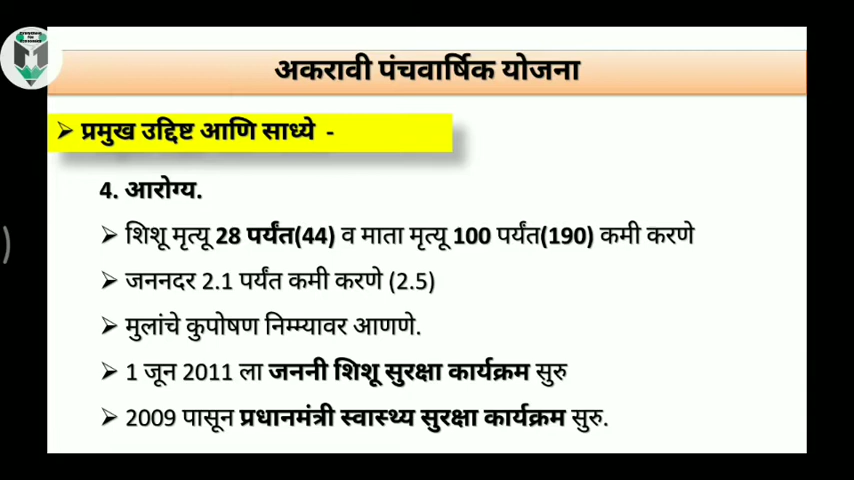 अकरावी पंचवार्षिक योजना
➢ प्रमुख उद्दिष्ट आणि साध्ये -
4. आरोग्य.
➢ शिशू मृत्यू 28 पर्यंत(44) व माता मृत्यू 100 पर्यंत(190) कमी करणे
➢ जननदर 2.1 पर्यंत कमी करणे (2.5)
➢ मुलांचे कुपोषण निम्म्यावर आणणे.
➢ 1 जून 2011 ला जननी शिशू सुरक्षा कार्यक्रम सुरु
➢ 2009 पासून प्रधानमंत्री स्वास्थ्य सुरक्षा कार्यक्रम सुरु.